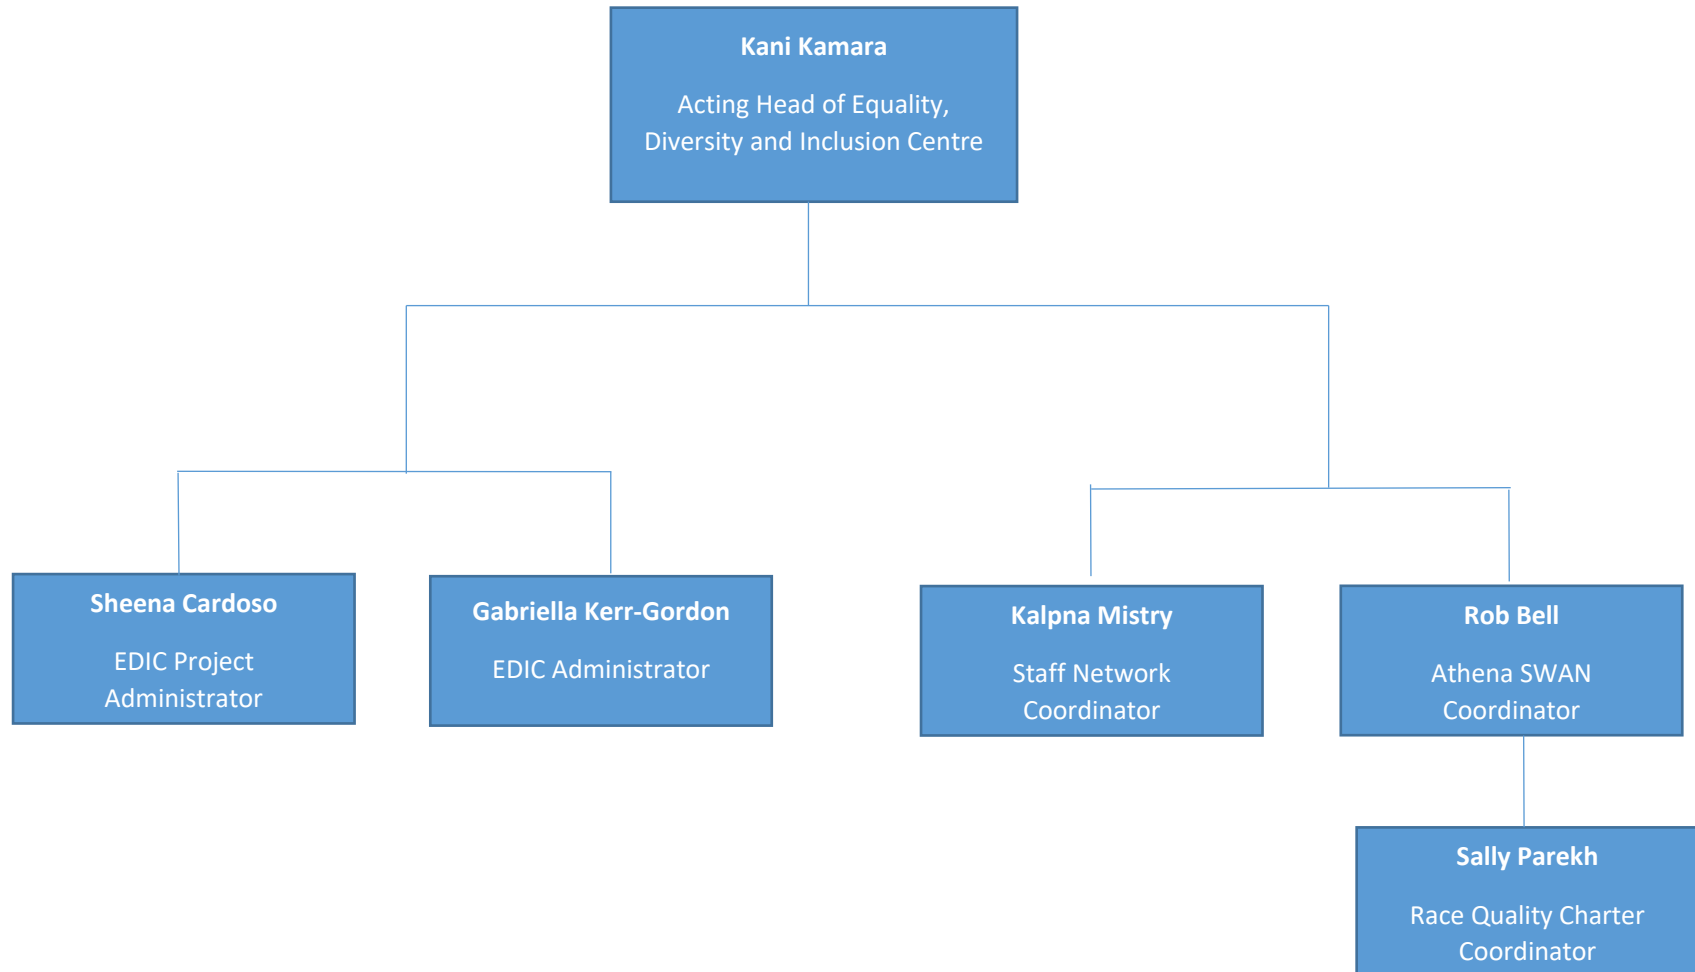 Kani Kamara
Acting Head of Equality,
Diversity and Inclusion Centre
Sheena Cardoso
EDIC Project
Administrator
Gabriella Kerr-Gordon
EDIC Administrator
Kalpna Mistry
Staff Network
Coordinator
Rob Bell
Athena SWAN
Coordinator
Sally Parekh
Race Quality Charter
Coordinator